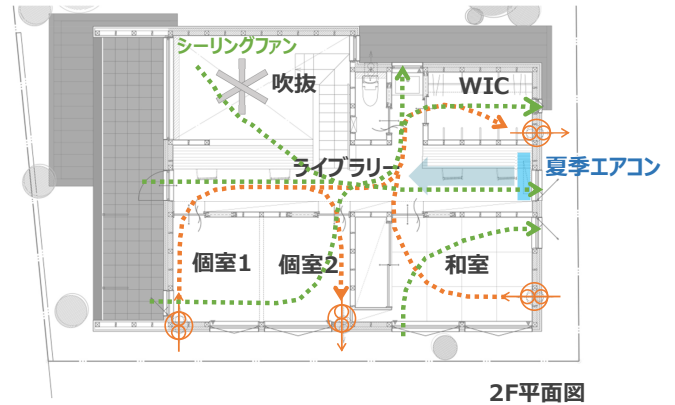 シーリングファン
吹抜
WIC
ライブラリー
夏季エアコン
個室1
個室2
和室
2F平面図